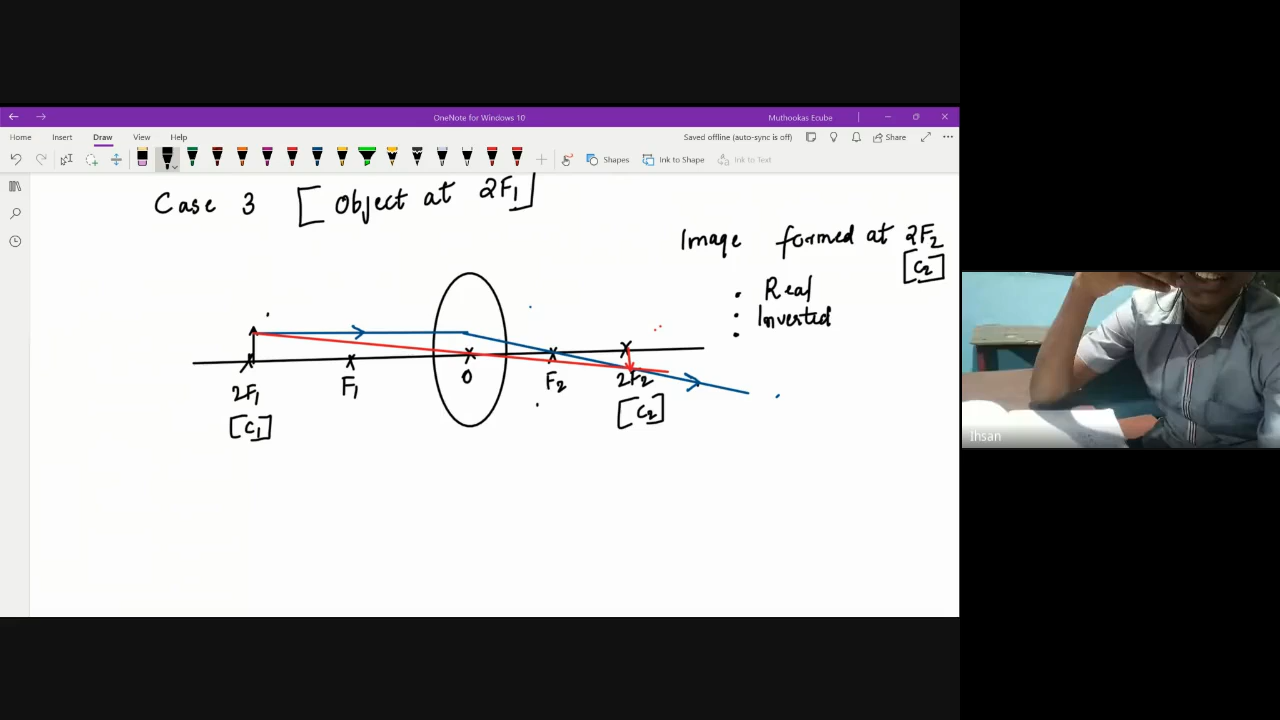 OneNote for Windows 10
Muthookas Ecube
Home Insert Draw View Help
Saved offline (auto-sync is off)
Share
Shapes
Ink to Shape
Ink to Text
Case 3 [Object at 2F1]
Image formed at 2F2
[C2]
. Real
. Inverted
.
2F1 F1 O F2 2F2
[C1] [C2]
Ihsan